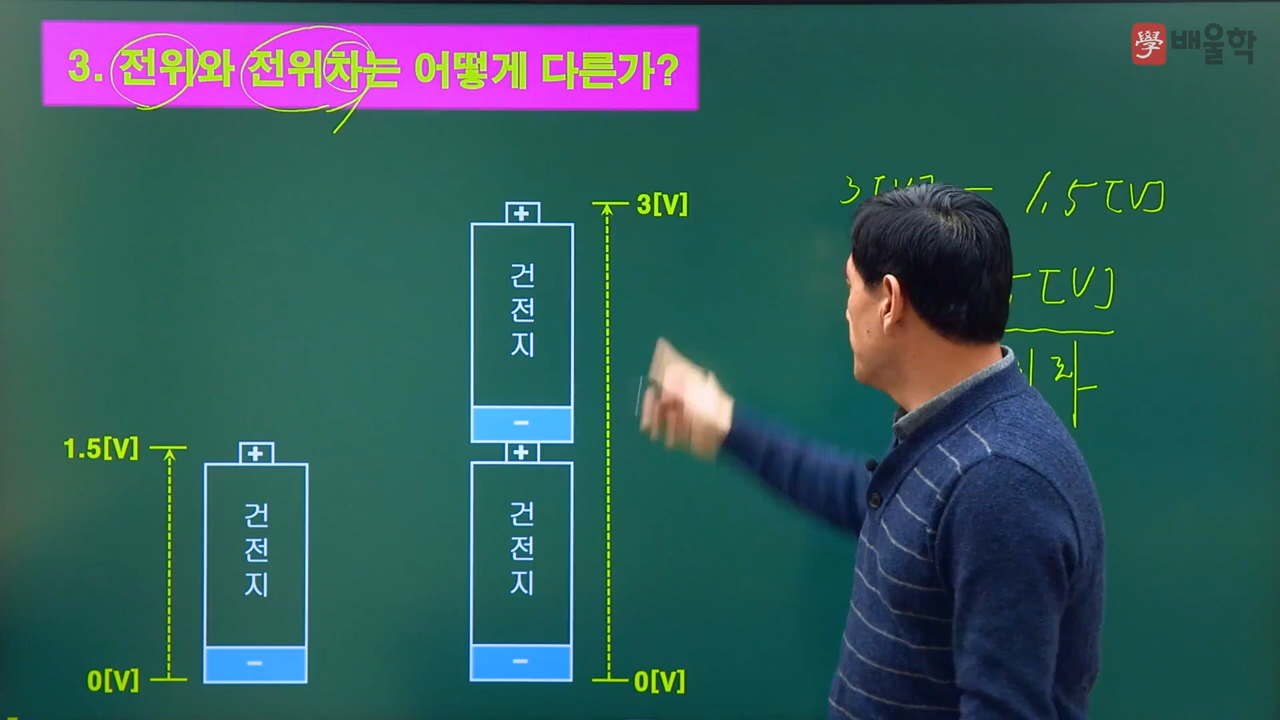 3. 전위와 전위차는 어떻게 다른가?
學 배울학
3[V] - 1.5[V]
[V]
3[V]
+
건
전
지
-
1.5[V]
+
건
전
지
-
0[V]
+
건
전
지
-
0[V]